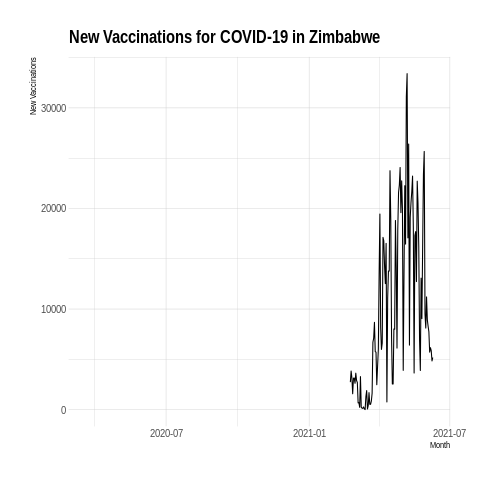 New Vaccinations for COVID-19 in Zimbabwe
New Vaccinations
30000
20000
10000
0
2020-07
2021-01
2021-07
Month